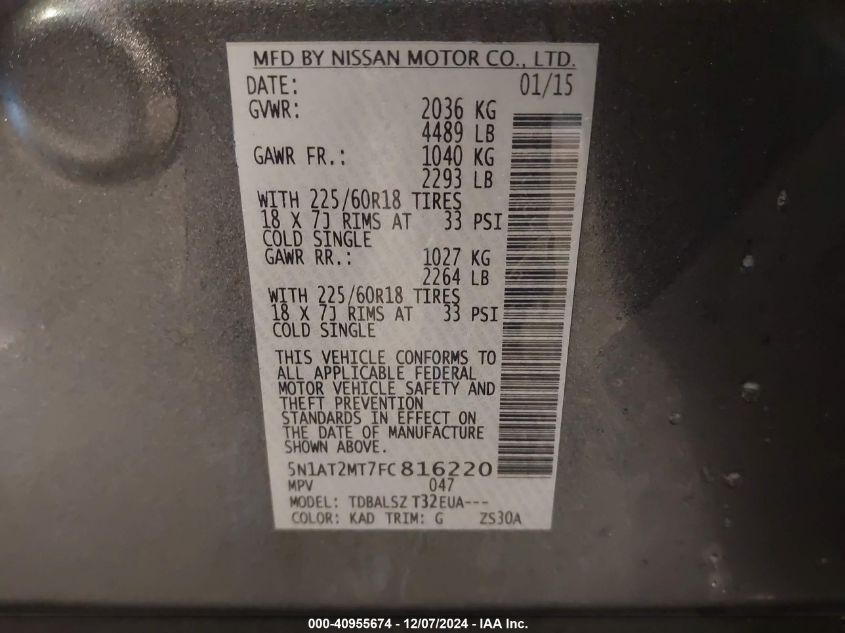 MFD BY NISSAN MOTOR CO., LTD.
DATE: 01/15
GVWR: 2036 KG
4489 LB
GAWR FR.: 1040 KG
2293 LB
WITH 225/60R18 TIRES
18 X 7J RIMS AT 33 PSI
COLD SINGLE
GAWR RR.: 1027 KG
2264 LB
WITH 225/60R18 TIRES
18 X 7J RIMS AT 33 PSI
COLD SINGLE
THIS VEHICLE CONFORMS TO
ALL APPLICABLE FEDERAL
MOTOR VEHICLE SAFETY AND
THEFT PREVENTION
STANDARDS IN EFFECT ON
THE DATE OF MANUFACTURE
SHOWN ABOVE.
5N1AT2MT7FC816220
MPV 047
MODEL: TDBALSZ T32EUA---
COLOR: KAD TRIM: G ZS30A
000-40955674 - 12/07/2024 - IAA Inc.